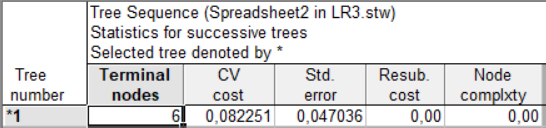 Tree Sequence (Spreadsheet2 in LR3.stw)
Statistics for successive trees
Selected tree denoted by *
Tree number Terminal nodes CV cost Std. error Resub. cost Node complxty
*1 6 0,082251 0,047036 0,00 0,00